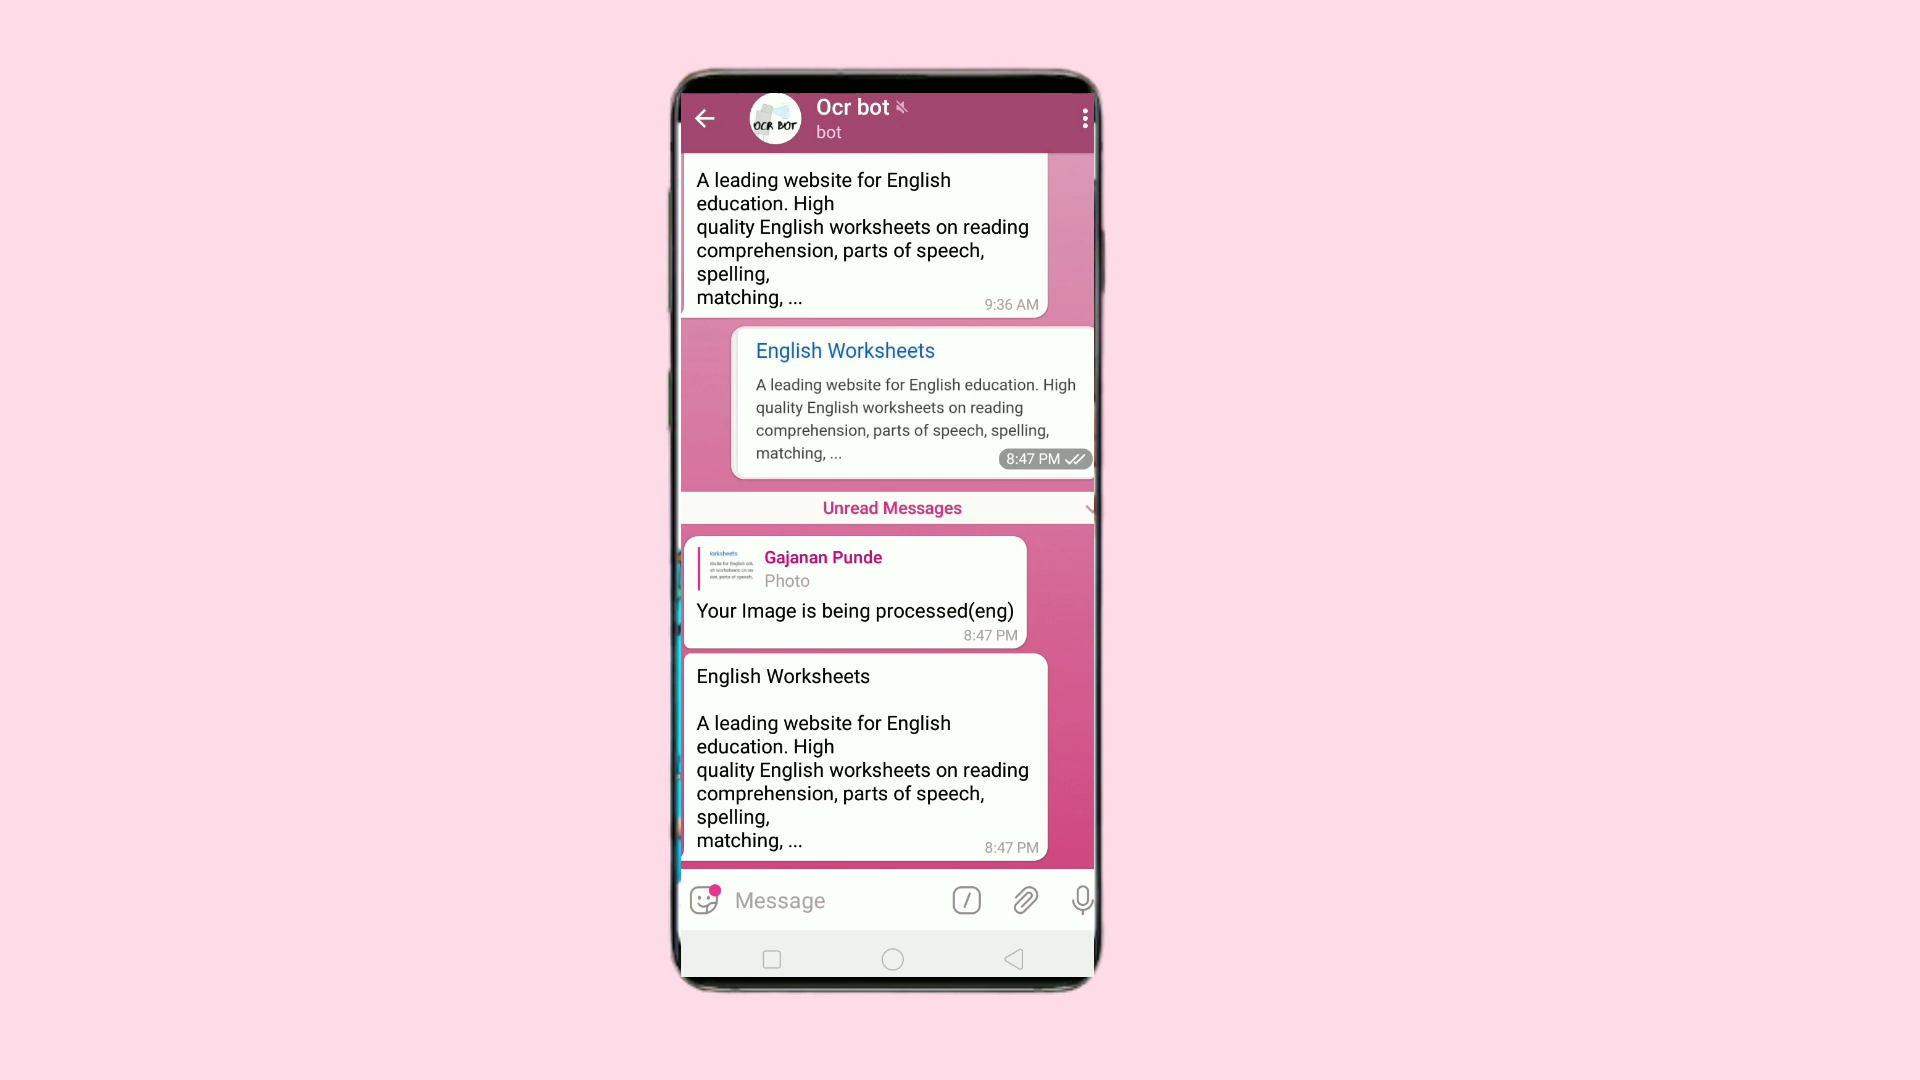 OCR BOT
Ocr bot
bot
A leading website for English
education. High
quality English worksheets on reading
comprehension, parts of speech,
spelling,
matching, ...
9:36 AM
English Worksheets
A leading website for English education. High
quality English worksheets on reading
comprehension, parts of speech, spelling,
matching, ...
8:47 PM
Unread Messages
Gajanan Punde
Photo
Your Image is being processed(eng)
8:47 PM
English Worksheets
A leading website for English
education. High
quality English worksheets on reading
comprehension, parts of speech,
spelling,
matching, ...
8:47 PM
Message